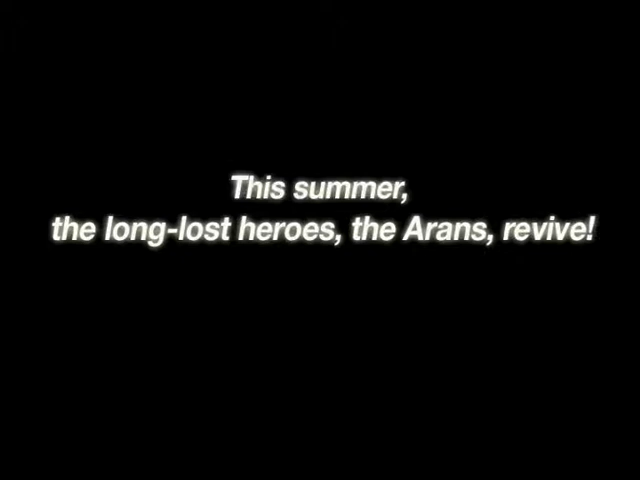 This summer,
the long-lost heroes, the Arans, revive!